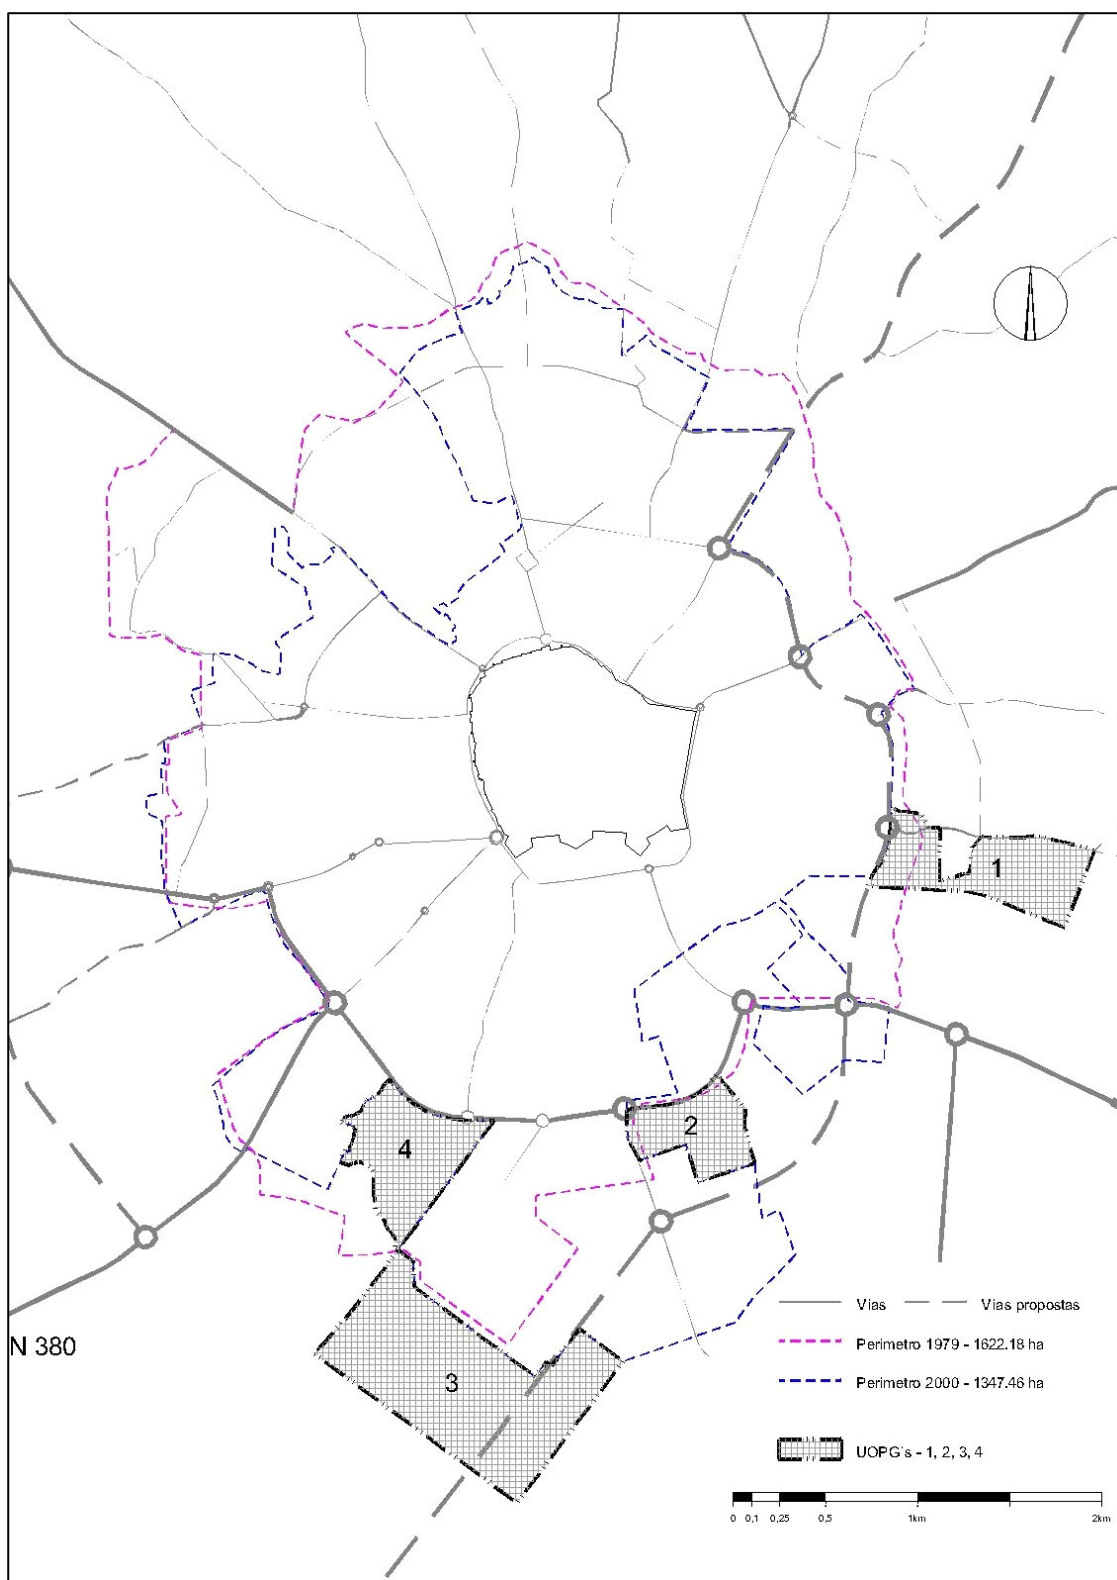 1
2
4
N 380
3
Vias
Vias propostas
Perimetro 1979 - 1622.18 ha
Perimetro 2000 - 1347.46 ha
UOPG's - 1, 2, 3, 4
0 0,1 0,25 0,5 1km 2km